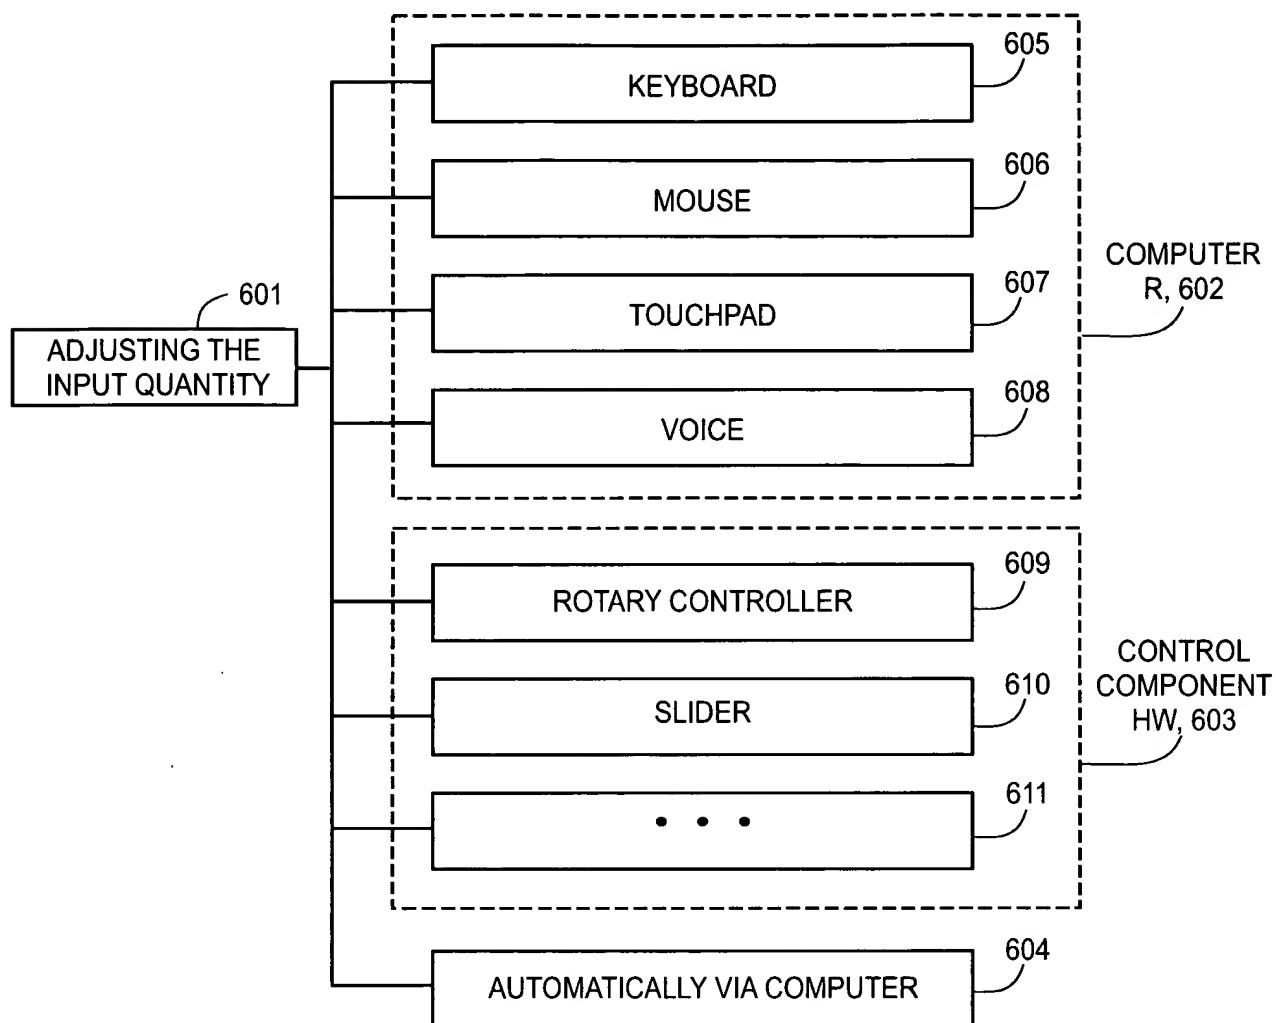 605
KEYBOARD
606
MOUSE
COMPUTER
R, 602
607
601
TOUCHPAD
ADJUSTING THE
INPUT QUANTITY
608
VOICE
609
ROTARY CONTROLLER
CONTROL
COMPONENT
HW, 603
610
SLIDER
611
• • •
604
AUTOMATICALLY VIA COMPUTER